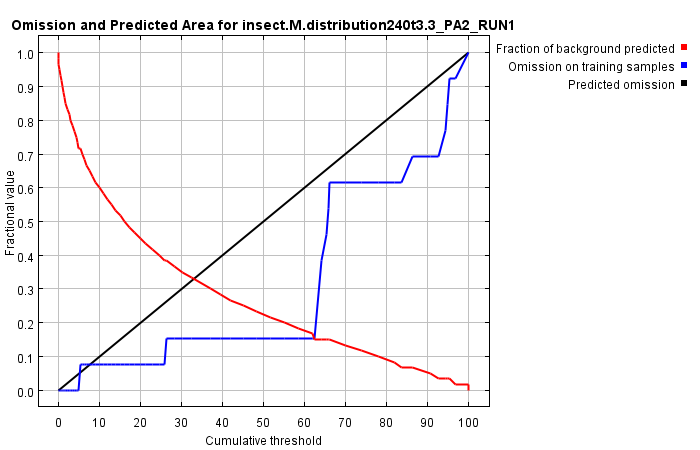 Omission and Predicted Area for insect.M.distribution240t3.3_PA2_RUN1
Fraction of background predicted
Omission on training samples
Predicted omission
Fractional value
1.0
0.9
0.8
0.7
0.6
0.5
0.4
0.3
0.2
0.1
0.0
0 10 20 30 40 50 60 70 80 90 100
Cumulative threshold